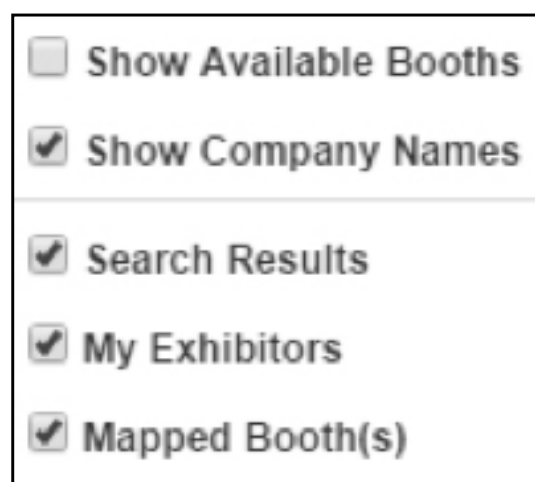 Show Available Booths
Show Company Names
Search Results
My Exhibitors
Mapped Booth(s)